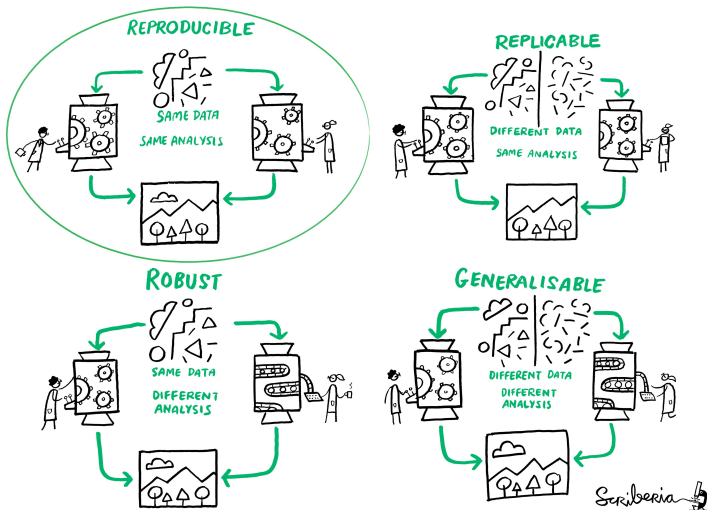 REPRODUCIBLE
SAME DATA
SAME ANALYSIS
REPLICABLE
DIFFERENT DATA
SAME ANALYSIS
ROBUST
SAME DATA
DIFFERENT
ANALYSIS
GENERALISABLE
DIFFERENT DATA
DIFFERENT
ANALYSIS
Scriberia